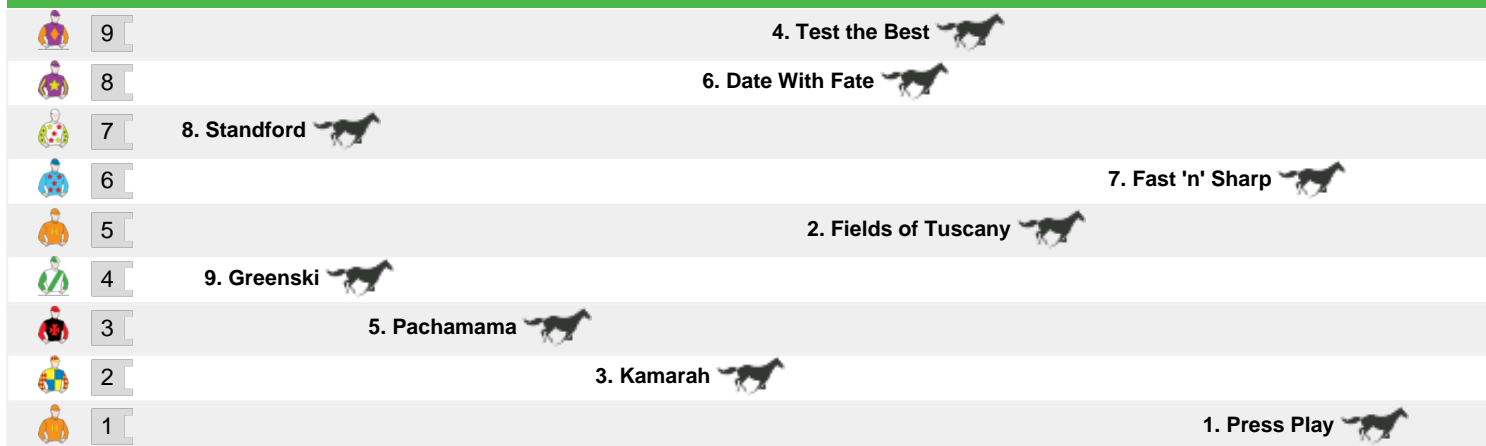 9 4. Test the Best
8 6. Date With Fate
7 8. Standford
6 7. Fast 'n' Sharp
5 2. Fields of Tuscany
4 9. Greenski
3 5. Pachamama
2 3. Kamarah
1 1. Press Play